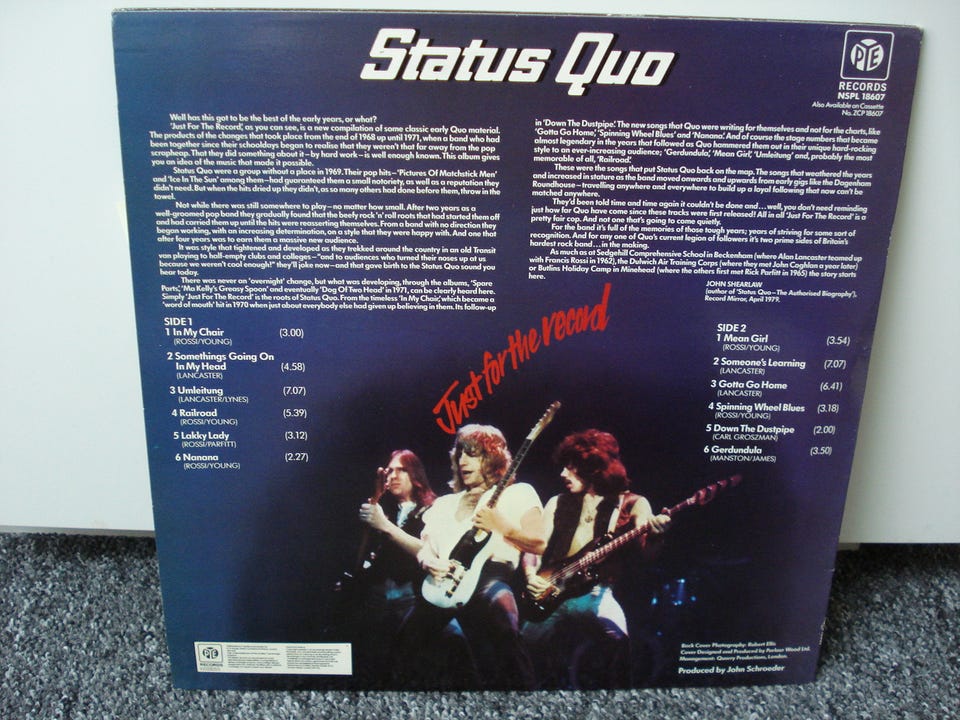 Status Quo
PYE
RECORDS
NSPL 18607
Also Available on Cassette
No. ZCP 18607
Well has this got to be the best of the early years, or what?
'Just For The Record', as you can see, is a new compilation of some classic early Quo material.
The products of the changes that took place from the end of 1968 up until 1971, when a band who had
been together since their schooldays began to realise that they weren't that far away from the pop
scrapheap. That they did something about it – by hard work – is well enough known. This album gives
you an idea of the music that made it possible.
Status Quo were a group without a place in 1969. Their pop hits – 'Pictures Of Matchstick Men'
and 'Ice In The Sun' among them – had guaranteed them a small notoriety, as well as a reputation they
didn't need. But when the hits dried up they didn't, as so many others had done before them, throw in the
towel.
Not while there was still somewhere to play – no matter how small. After two years as a
well-groomed pop band they gradually found that the beefy rock 'n' roll roots that had started them off
and had carried them up until the hits were reasserting themselves. From a band with no direction they
began working, with an increasing determination, on a style that they were happy with. And one that
after four years was to earn them a massive new audience.
It was style that tightened and developed as they trekked around the country in an old Transit
van playing to half-empty clubs and colleges – "and to audiences who turned their noses up at us
because we weren't cool enough!" they'll joke now – and that gave birth to the Status Quo sound you
hear today.
There was never an 'overnight' change, but what was developing, through the albums, 'Spare
Parts', 'Ma Kelly's Greasy Spoon' and eventually 'Dog Of Two Head' in 1971, can be clearly heard here.
Simply 'Just For The Record' is the roots of Status Quo. From the timeless 'In My Chair', which became a
'word of mouth' hit in 1970 when just about everybody else had given up believing in them. Its follow-up
in 'Down The Dustpipe'. The new songs that Quo were writing for themselves and not for the charts, like
'Gotta Go Home', 'Spinning Wheel Blues' and 'Nanana'. And of course the stage numbers that became
almost legendary in the years that followed as Quo hammered them out in their unique hard-rocking
style to an ever-increasing audience; 'Gerdundula', 'Mean Girl', 'Umleitung' and, probably the most
memorable of all, 'Railroad'.
These were the songs that put Status Quo back on the map. The songs that weathered the years
and increased in stature as the band moved onwards and upwards from early gigs like the Dagenham
Roundhouse – travelling anywhere and everywhere to build up a loyal following that now can't be
matched anywhere.
They'd been told time and time again it couldn't be done and...well, you don't need reminding
just how far Quo have come since these tracks were first released! All in all 'Just For The Record' is a
pretty fair cop. And not one that's going to come quietly.
For the band it's full of the memories of those tough years; years of striving for some sort of
recognition. And for any one of Quo's current legion of followers it's two prime sides of Britain's
hardest rock band...in the making.
As much as at Sedgehill Comprehensive School in Beckenham (where Alan Lancaster teamed up
with Francis Rossi in 1962), the Dulwich Air Training Corps (where they met John Coghlan a year later)
or Butlins Holiday Camp in Minehead (where the others first met Rick Parfitt in 1965) the story starts
here.
JOHN SHEARLAW
(author of 'Status Quo – The Authorised Biography'),
Record Mirror, April 1979.
SIDE 1
1 In My Chair (3.00)
(ROSSI/YOUNG)
2 Somethings Going On
In My Head (4.58)
(LANCASTER)
3 Umleitung (7.07)
(LANCASTER/LYNES)
4 Railroad (5.39)
(ROSSI/YOUNG)
5 Lakky Lady (3.12)
(ROSSI/PARFITT)
6 Nanana (2.27)
(ROSSI/YOUNG)
Just for the record
SIDE 2
1 Mean Girl (3.54)
(ROSSI/YOUNG)
2 Someone's Learning (7.07)
(LANCASTER)
3 Gotta Go Home (6.41)
(LANCASTER)
4 Spinning Wheel Blues (3.18)
(ROSSI/YOUNG)
5 Down The Dustpipe (2.00)
(CARL GROSZMAN)
6 Gerdundula (3.50)
(MANSTON/JAMES)
PYE
RECORDS
Back Cover Photography: Robert Ellis
Cover Designed and Produced by Parlour Wood Ltd.
Management: Quarry Productions, London.
Produced by John Schroeder